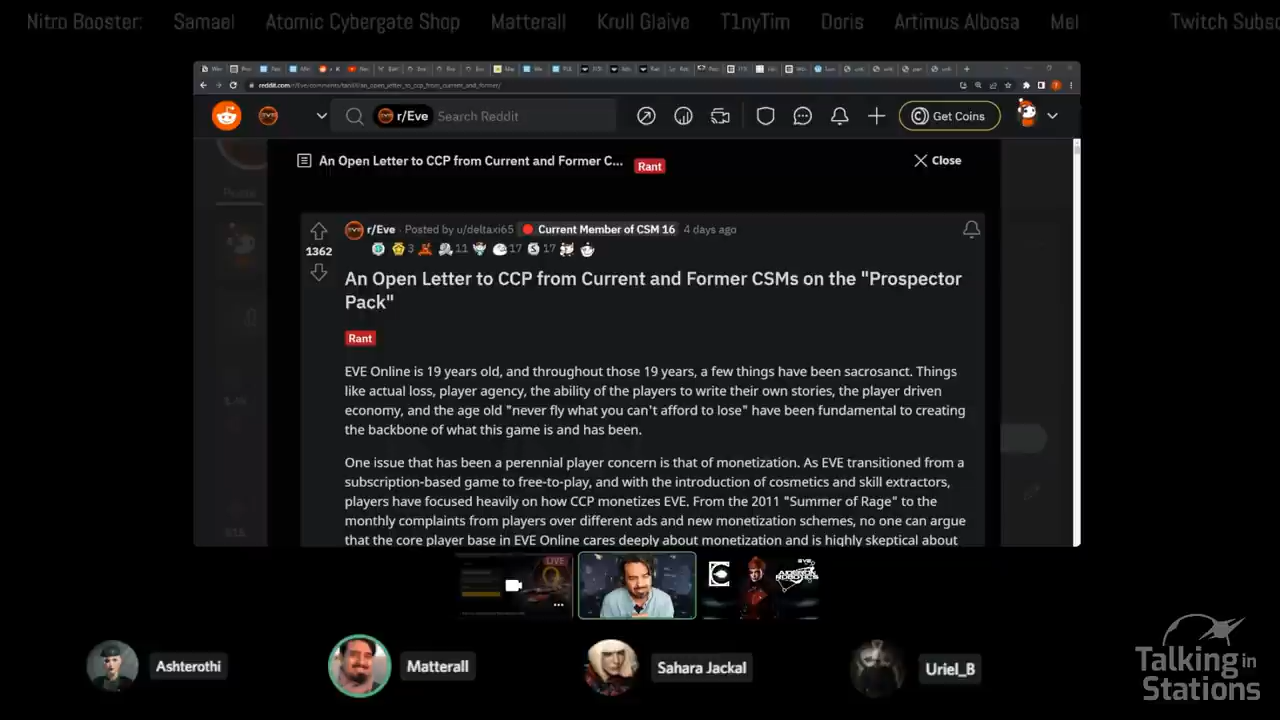 Nitro Booster: Samael Atomic Cybergate Shop Matterall Krull Glaive T1nyTim Doris Artimus Albosa Mel Twitch Subsc
r/Eve Search Reddit Get Coins
An Open Letter to CCP from Current and Former C... Rant Close
r/Eve · Posted by u/deltaxi65 Current Member of CSM 16 4 days ago
3 11 17 17
1362
An Open Letter to CCP from Current and Former CSMs on the "Prospector
Pack"
Rant
EVE Online is 19 years old, and throughout those 19 years, a few things have been sacrosanct. Things
like actual loss, player agency, the ability of the players to write their own stories, the player driven
economy, and the age old "never fly what you can't afford to lose" have been fundamental to creating
the backbone of what this game is and has been.
One issue that has been a perennial player concern is that of monetization. As EVE transitioned from a
subscription-based game to free-to-play, and with the introduction of cosmetics and skill extractors,
players have focused heavily on how CCP monetizes EVE. From the 2011 "Summer of Rage" to the
monthly complaints from players over different ads and new monetization schemes, no one can argue
that the core player base in EVE Online cares deeply about monetization and is highly skeptical about
LIVE
Ashterothi Matterall Sahara Jackal Uriel_B
Talking in
Stations